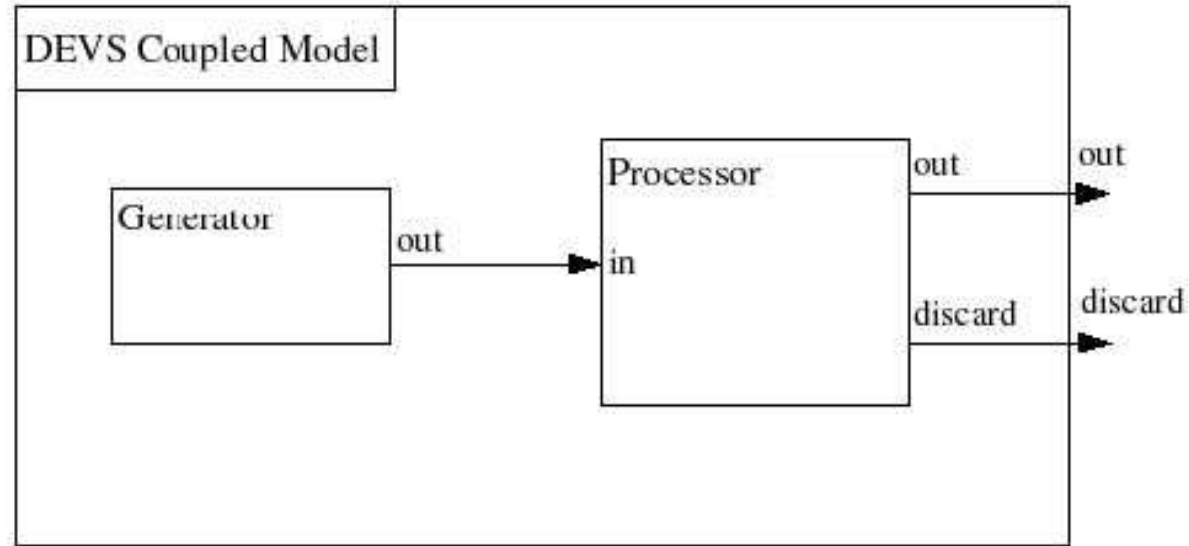 DEVS Coupled Model
Generator
out
Processor
in
out
out
discard
discard